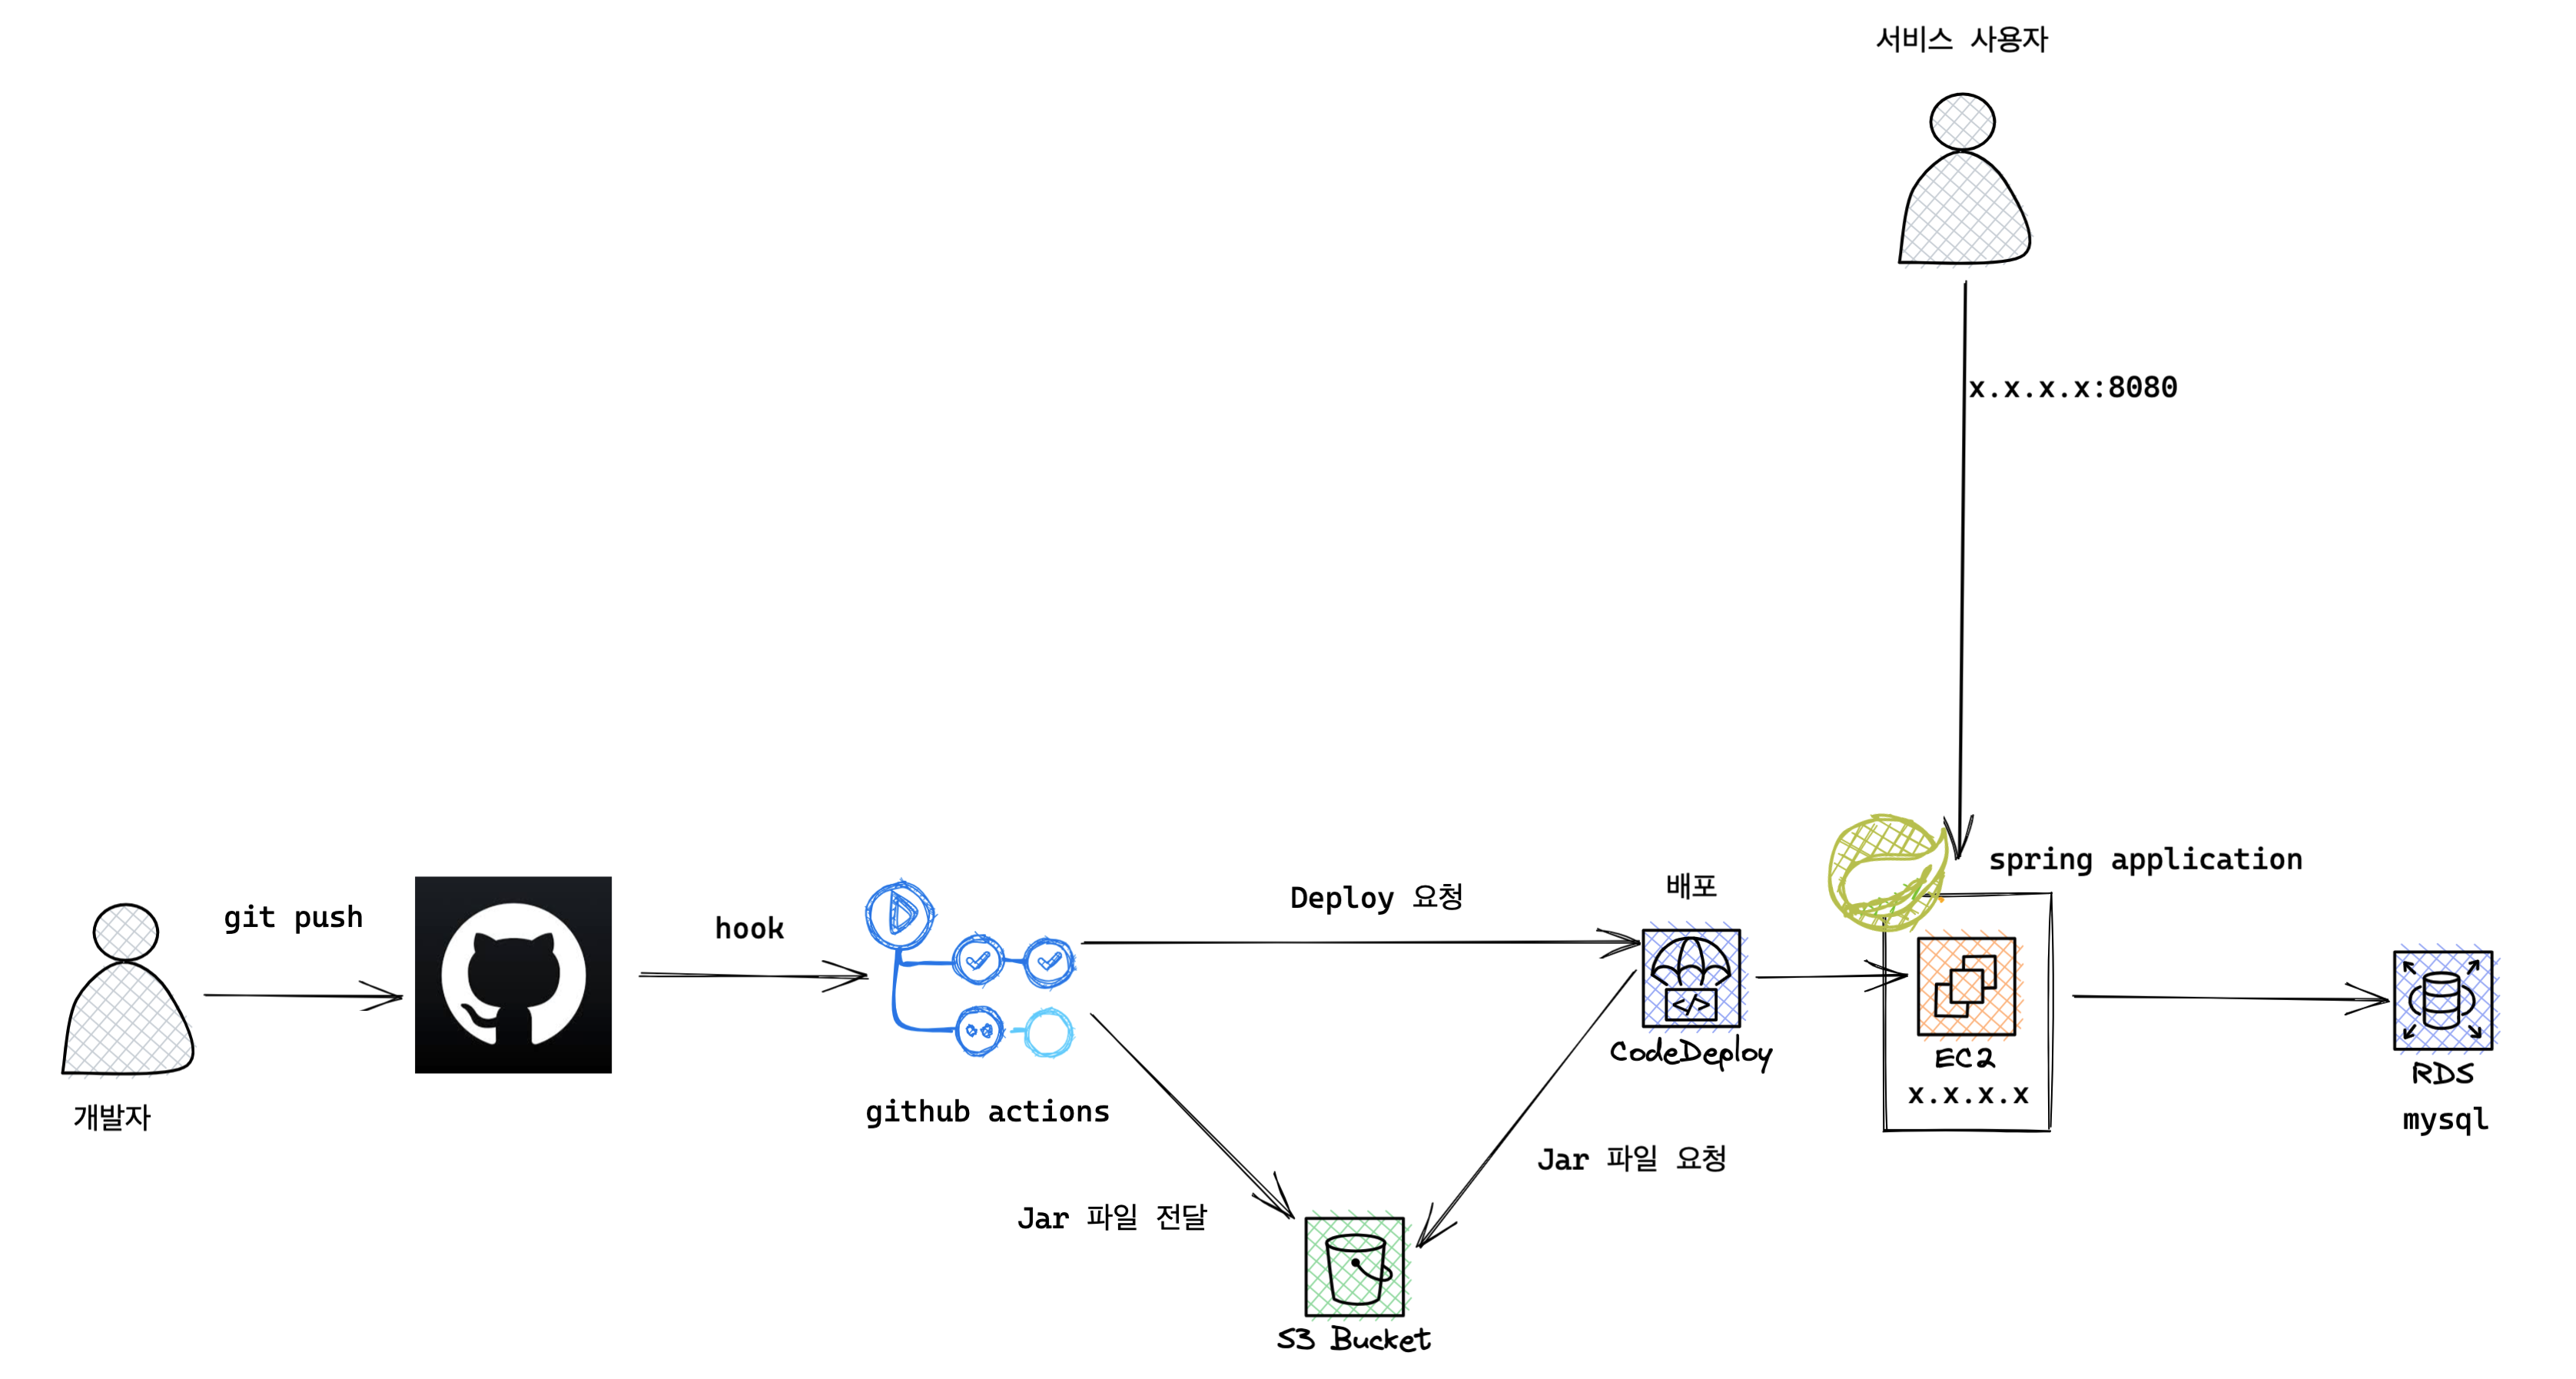 서비스 사용자
x.x.x.x:8080
spring application
배포
Deploy 요청
git push
hook
CodeDeploy
EC2
x.x.x.x
RDS
mysql
개발자
github actions
Jar 파일 요청
Jar 파일 전달
S3 Bucket